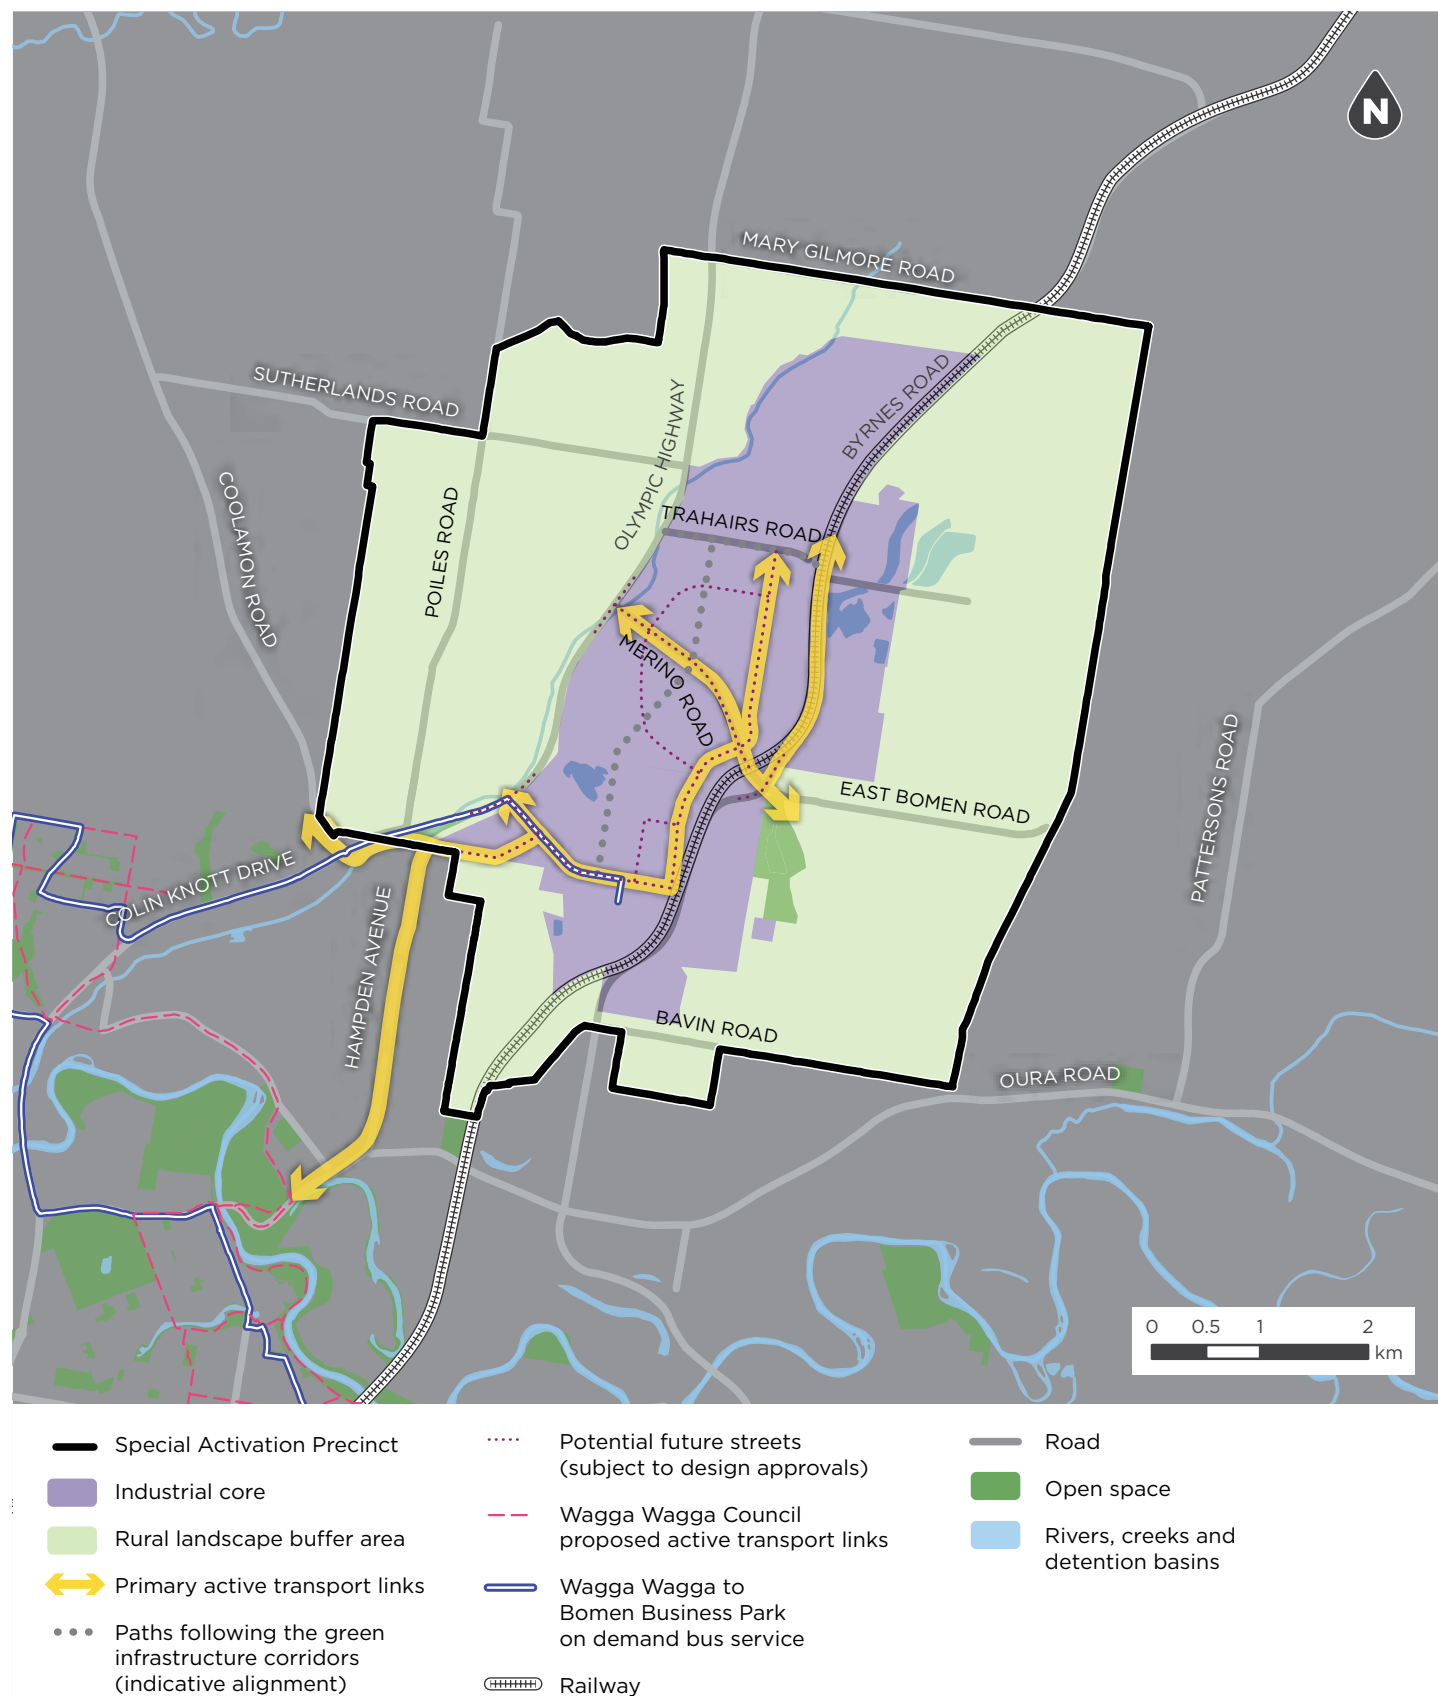 N
MARY GILMORE ROAD
SUTHERLANDS ROAD
BYRNES ROAD
OLYMPIC HIGHWAY
COOLAMON ROAD
POILES ROAD
TRAHAIRS ROAD
MERINO ROAD
PATTERSONS ROAD
EAST BOMEN ROAD
COLIN KNOTT DRIVE
HAMPDEN AVENUE
BAVIN ROAD
OURA ROAD
0 0.5 1 2
km
Special Activation Precinct
Industrial core
Rural landscape buffer area
Primary active transport links
Paths following the green
infrastructure corridors
(indicative alignment)
Potential future streets
(subject to design approvals)
Wagga Wagga Council
proposed active transport links
Wagga Wagga to
Bomen Business Park
on demand bus service
Railway
Road
Open space
Rivers, creeks and
detention basins